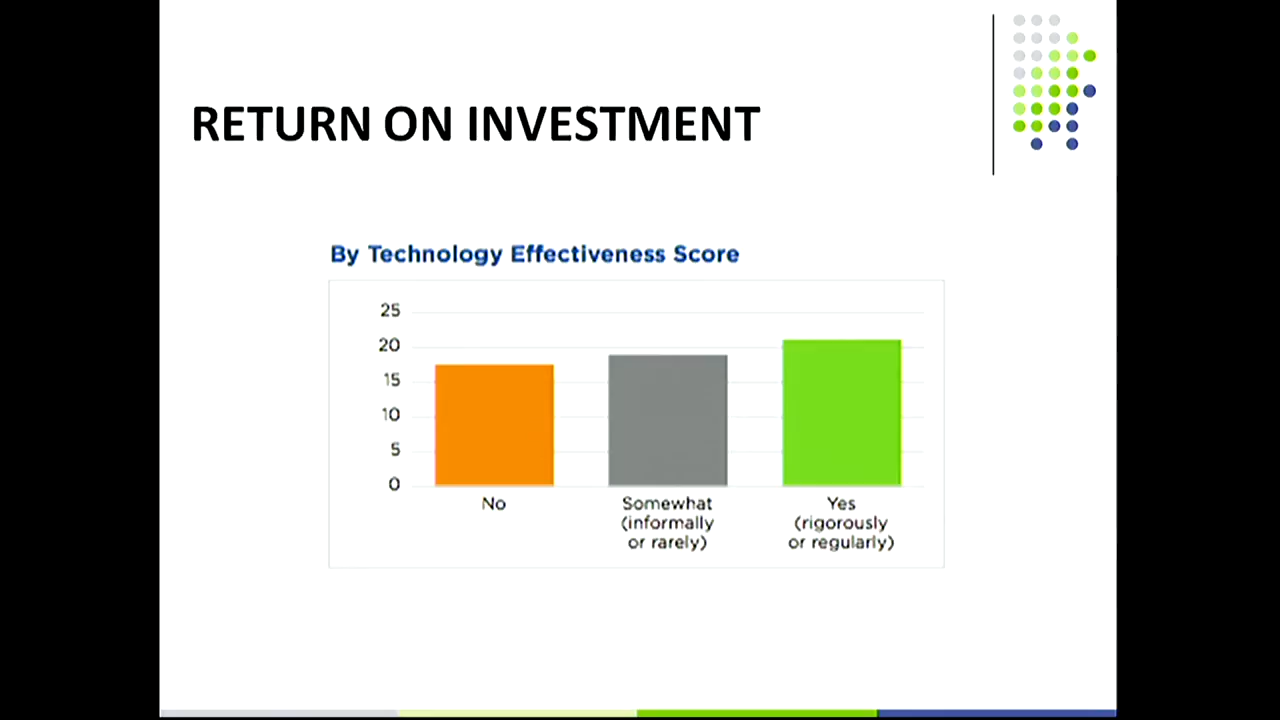 RETURN ON INVESTMENT
By Technology Effectiveness Score
25
20
15
10
5
0
No
Somewhat
(informally
or rarely)
Yes
(rigorously
or regularly)